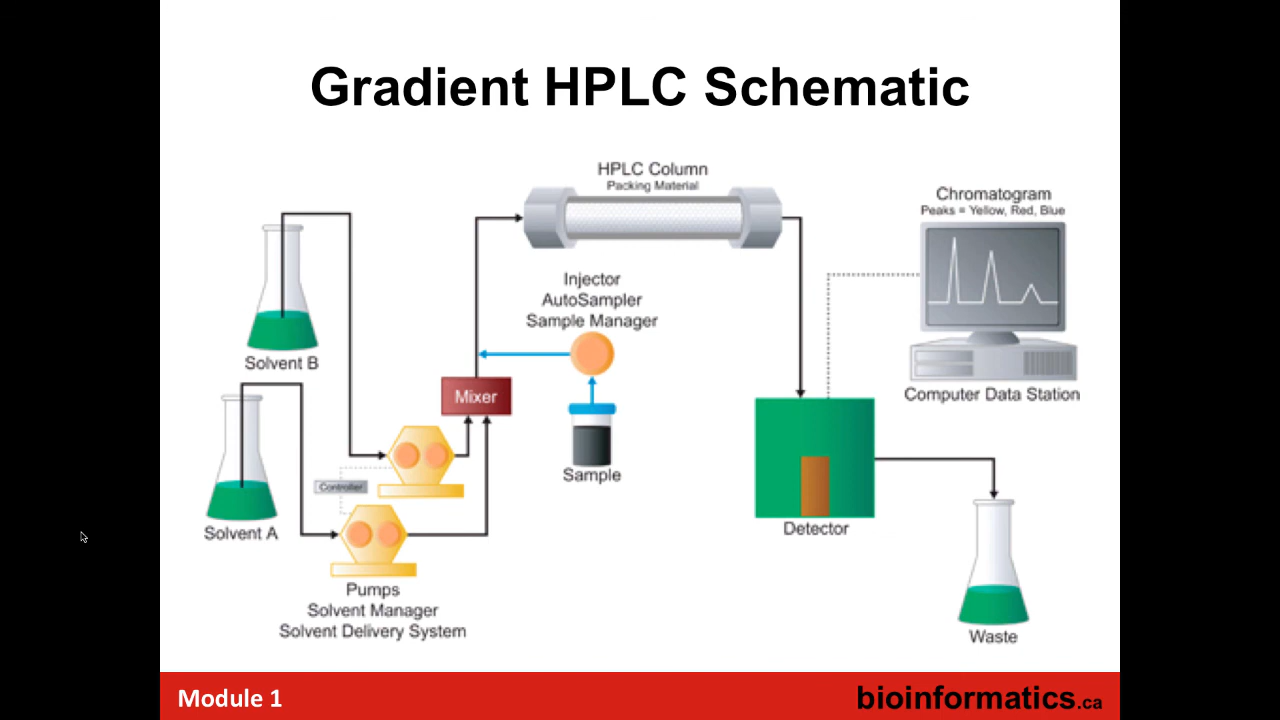 Gradient HPLC Schematic
HPLC Column
Packing Material
Chromatogram
Peaks = Yellow, Red, Blue
Injector
AutoSampler
Sample Manager
Solvent B
Mixer
Computer Data Station
Sample
Controller
Solvent A
Detector
Pumps
Solvent Manager
Solvent Delivery System
Waste
Module 1
bioinformatics.ca